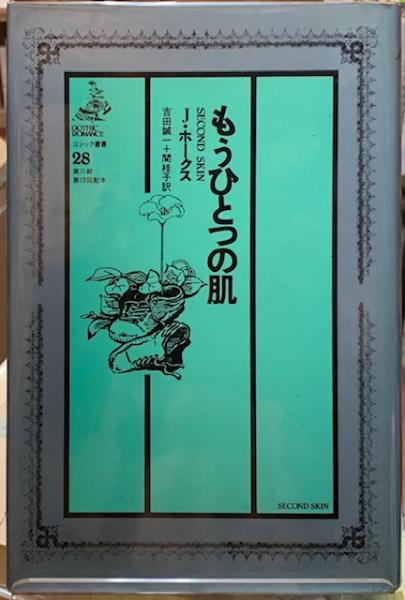 もうひとつの肌
SECOND SKIN
J・ホークス
吉田誠一+関桂子訳
GOTHIC
ROMANCE
ゴシック叢書
28
第II期
第13回配本
SECOND SKIN